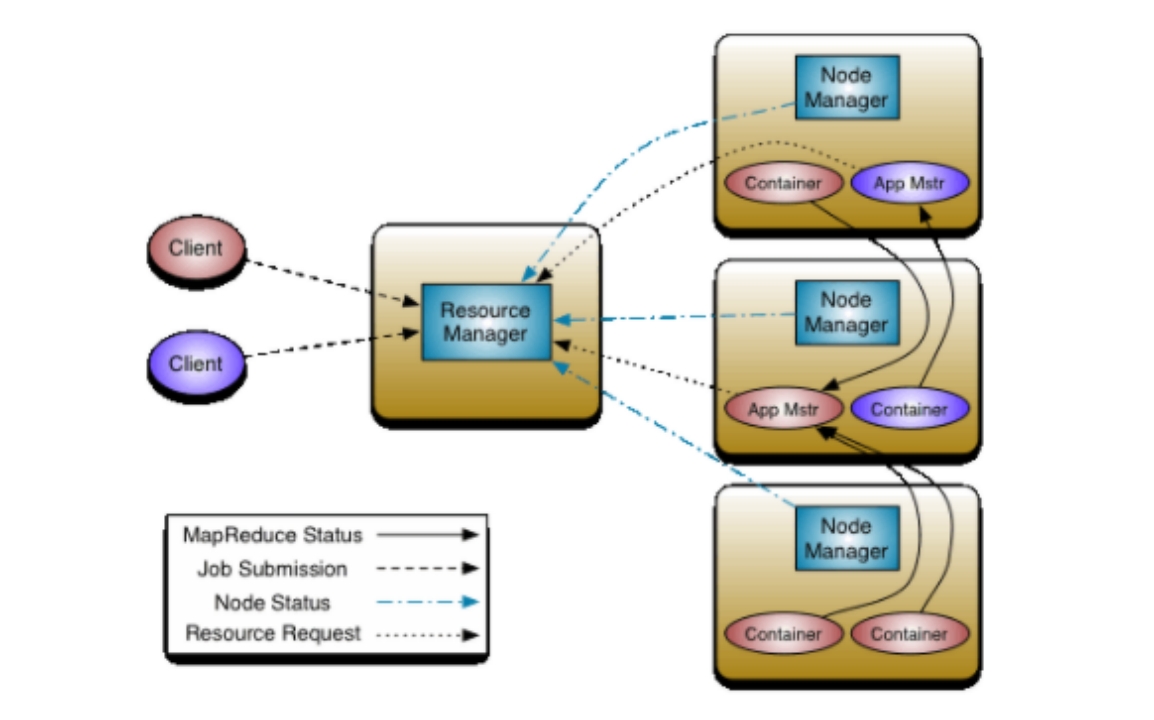 Client
Client
Resource
Manager
Node
Manager
Container
App Mstr
Node
Manager
App Mstr
Container
Node
Manager
Container
Container
MapReduce Status
Job Submission
Node Status
Resource Request